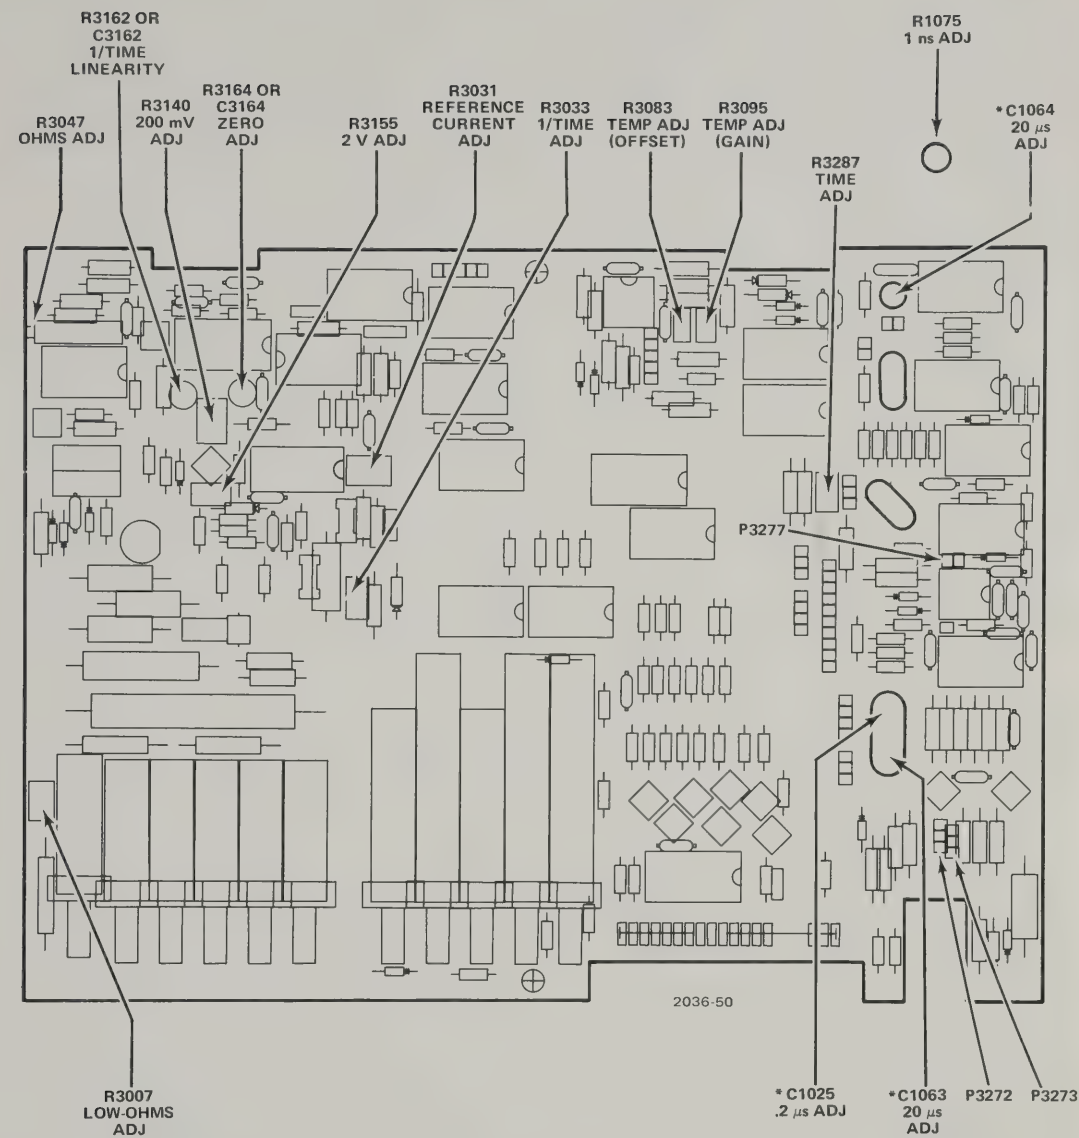 R3162 OR
C3162
1/TIME
LINEARITY
R1075
1 ns ADJ
R3047
OHMS ADJ
R3140
200 mV
ADJ
R3164 OR
C3164
ZERO
ADJ
R3155
2 V ADJ
R3031
REFERENCE
CURRENT
ADJ
R3033
1/TIME
ADJ
R3083
TEMP ADJ
(OFFSET)
R3095
TEMP ADJ
(GAIN)
R3287
TIME
ADJ
*C1064
20 μs
ADJ
P3277
2036-50
R3007
LOW-OHMS
ADJ
*C1025
.2 μs ADJ
*C1063
20 μs
ADJ
P3272
P3273